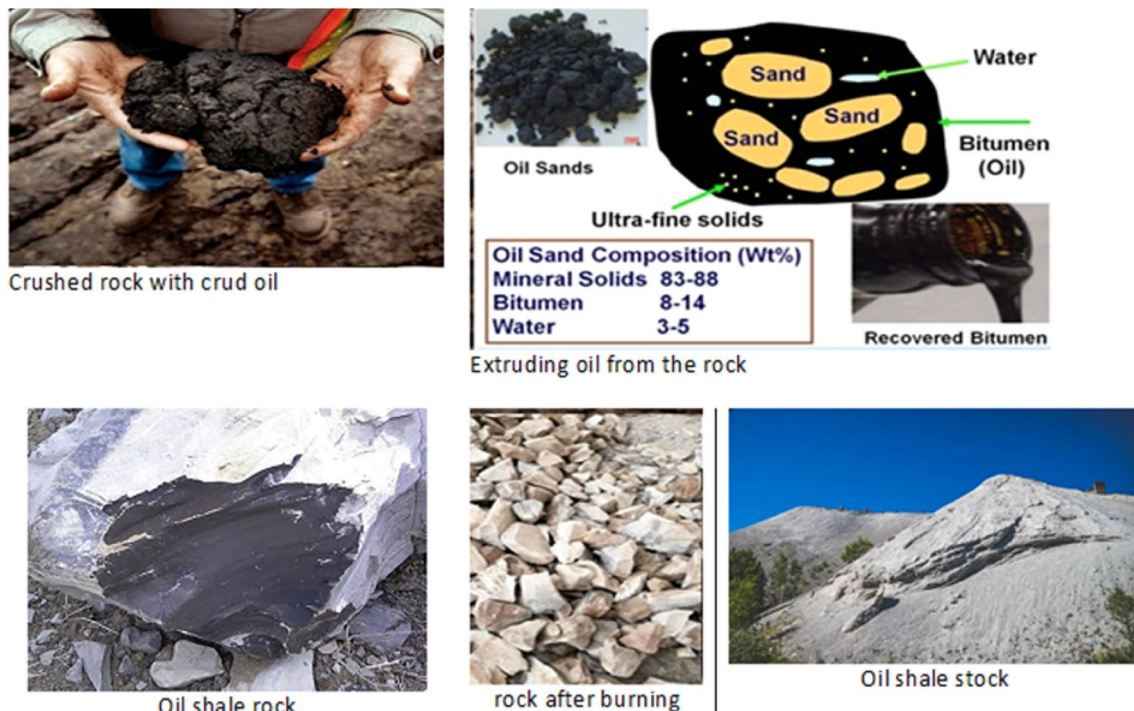 Crushed rock with crud oil
Oil Sands
Sand
Sand
Sand
Water
Bitumen
(Oil)
Ultra-fine solids
Oil Sand Composition (Wt%)
Mineral Solids 83-88
Bitumen 8-14
Water 3-5
Recovered Bitumen
Extruding oil from the rock
Oil shale rock
rock after burning
Oil shale stock